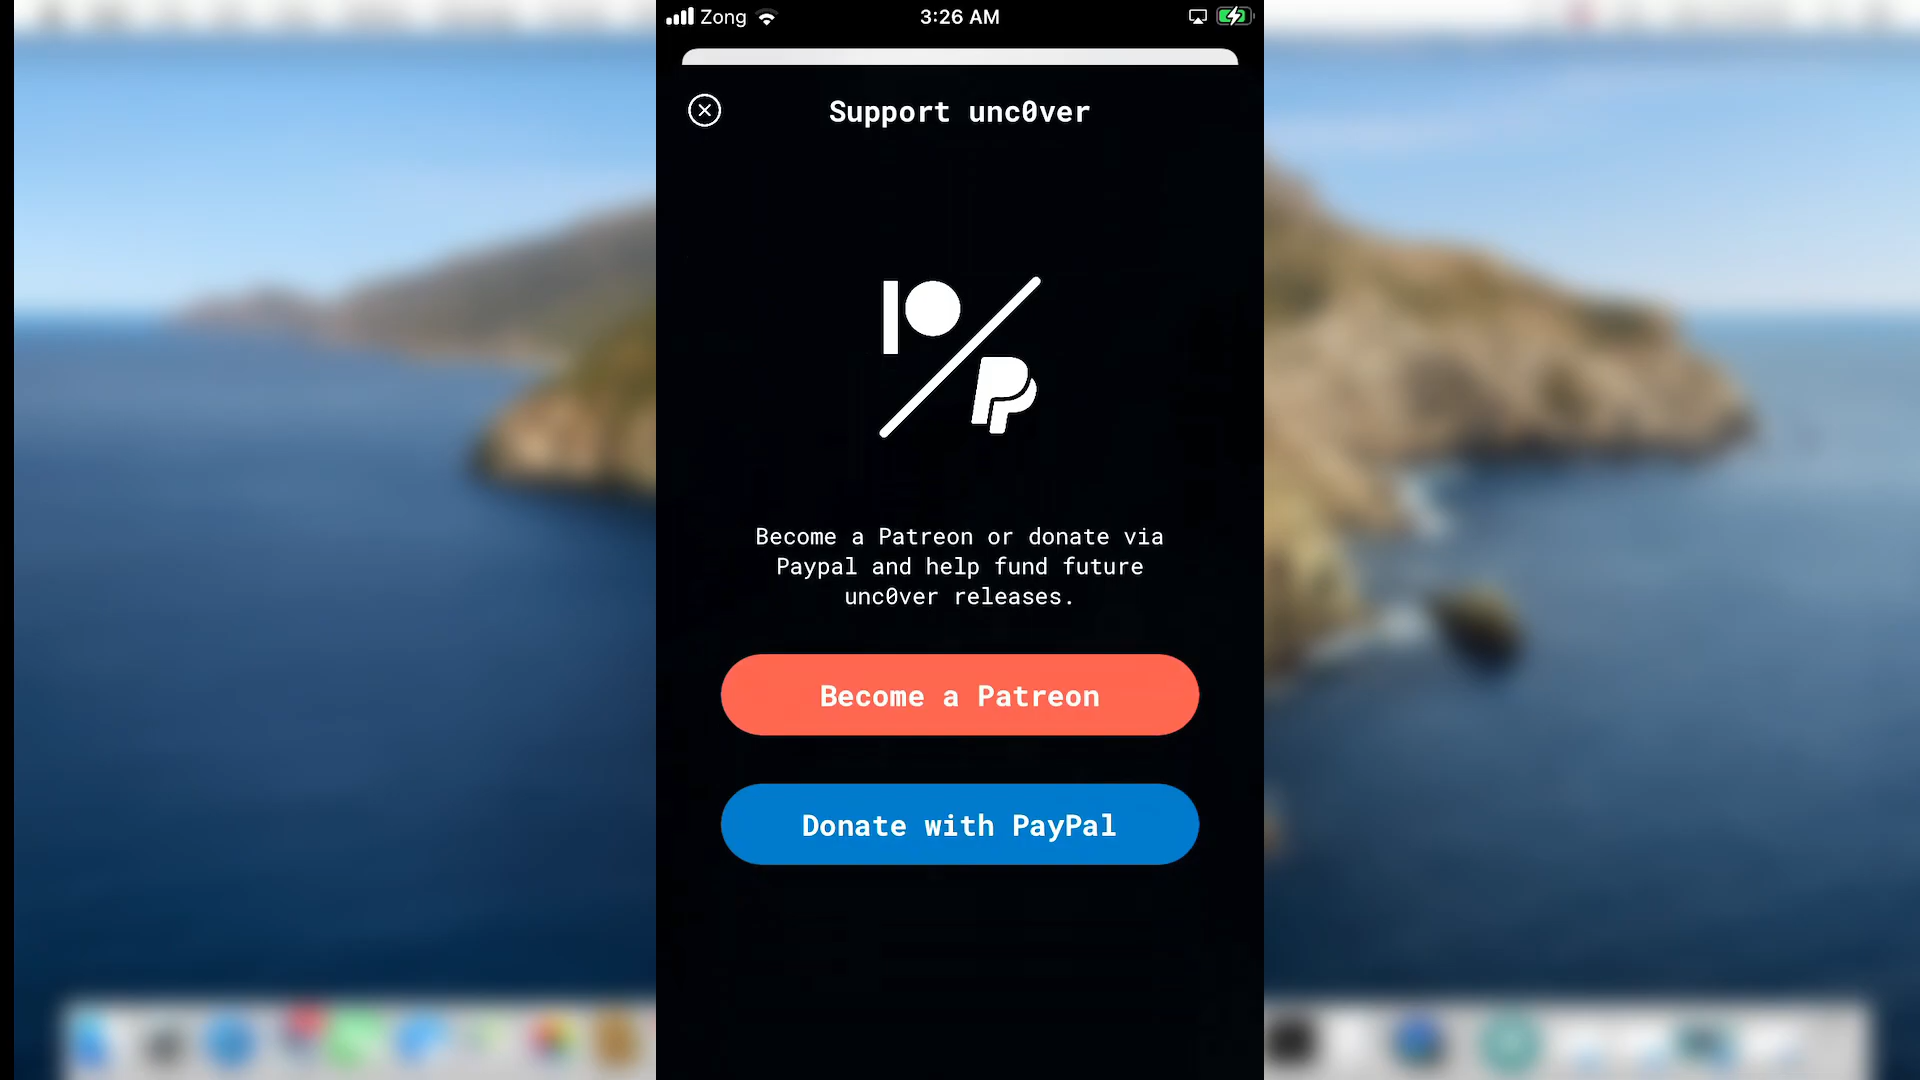 Zong
3:26 AM
Support unc0ver
Become a Patreon or donate via
Paypal and help fund future
unc0ver releases.
Become a Patreon
Donate with PayPal